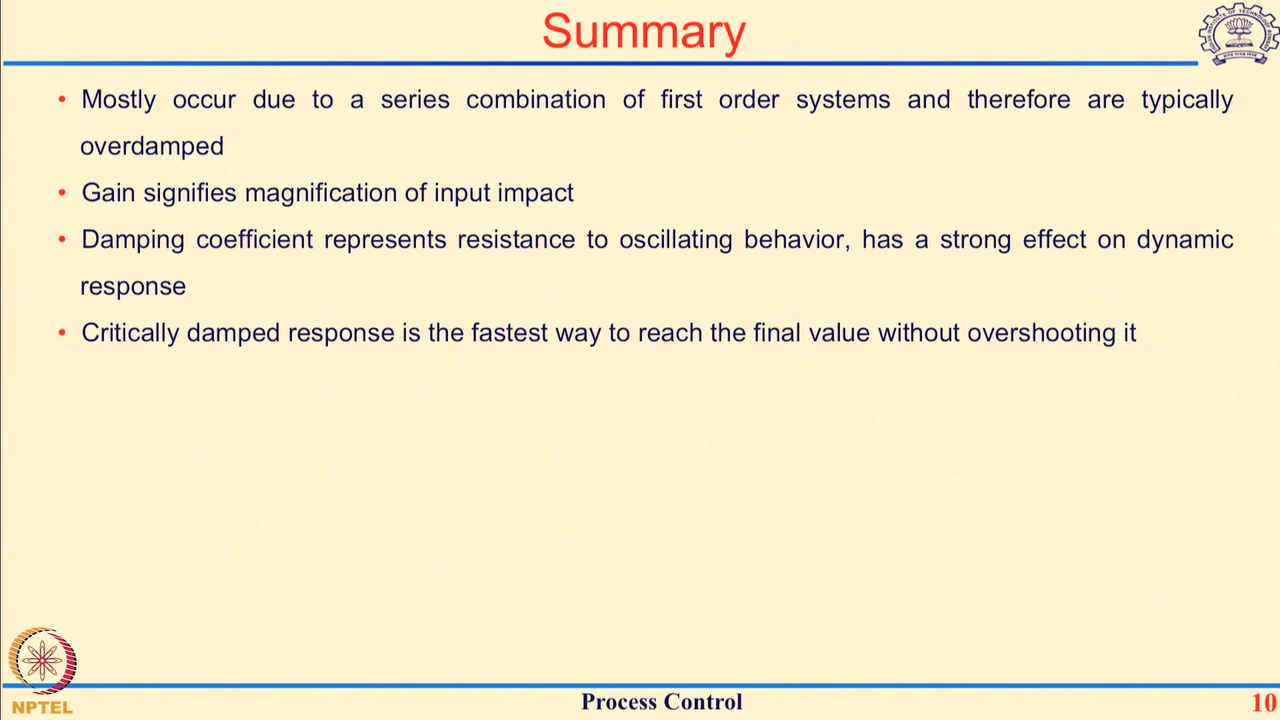 Summary
• Mostly occur due to a series combination of first order systems and therefore are typically
overdamped
• Gain signifies magnification of input impact
• Damping coefficient represents resistance to oscillating behavior, has a strong effect on dynamic
response
• Critically damped response is the fastest way to reach the final value without overshooting it
NPTEL
Process Control
10